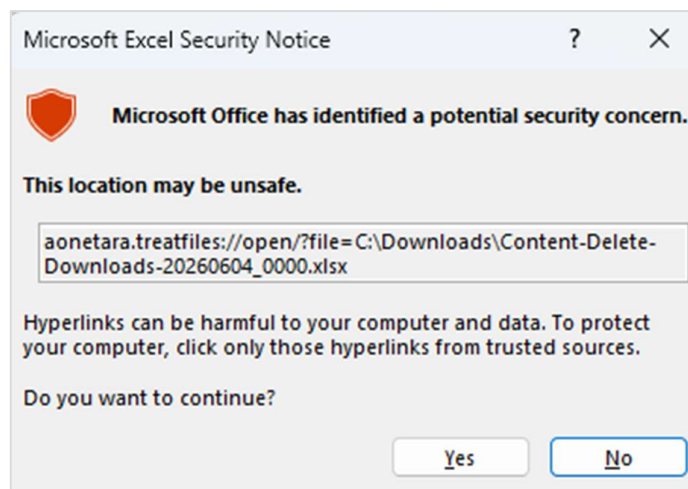 Microsoft Excel Security Notice
?
Microsoft Office has identified a potential security concern.
This location may be unsafe.
aonetara.treatfiles://open/?file=C:\Downloads\Content-Delete-
Downloads-20260604_0000.xlsx
Hyperlinks can be harmful to your computer and data. To protect
your computer, click only those hyperlinks from trusted sources.
Do you want to continue?
Yes
No